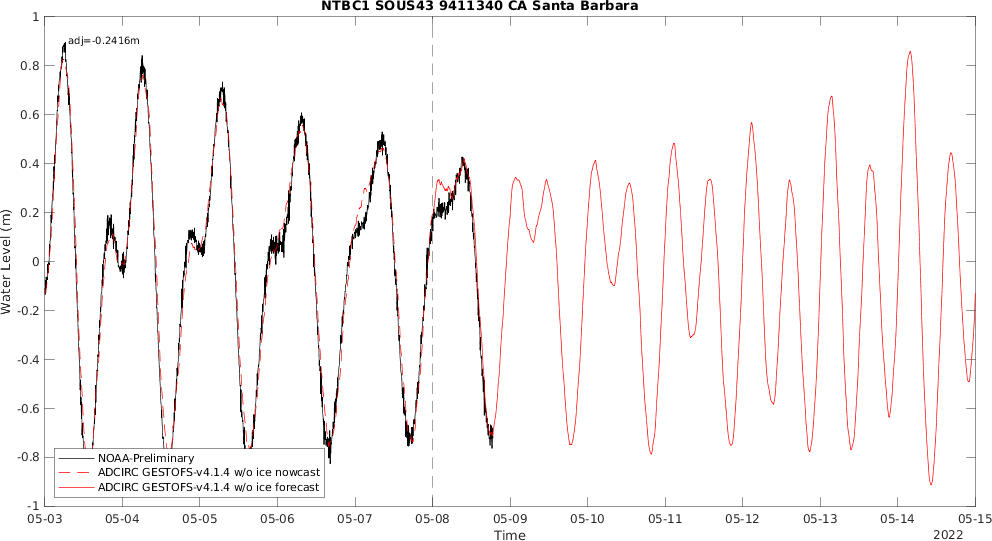 NTBC1 SOUS43 9411340 CA Santa Barbara
adj=-0.2416m
1
0.8
0.6
0.4
0.2
0
-0.2
-0.4
-0.6
-0.8
-1
Water Level (m)
NOAA-Preliminary
ADCIRC GESTOFS-v4.1.4 w/o ice nowcast
ADCIRC GESTOFS-v4.1.4 w/o ice forecast
05-03 05-04 05-05 05-06 05-07 05-08 05-09 05-10 05-11 05-12 05-13 05-14 05-15
Time
2022